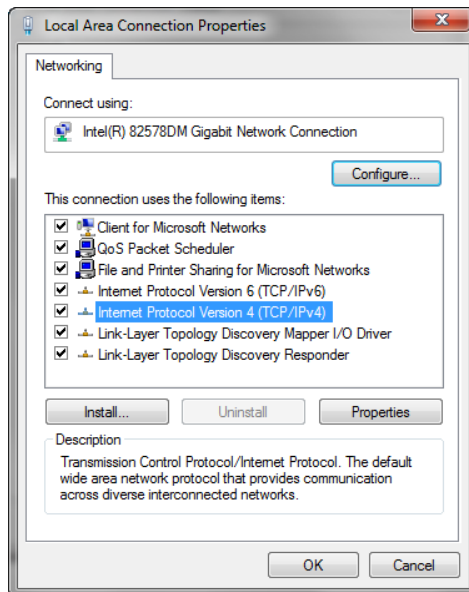 Local Area Connection Properties
Networking
Connect using:
Intel(R) 82578DM Gigabit Network Connection
Configure...
This connection uses the following items:
Client for Microsoft Networks
QoS Packet Scheduler
File and Printer Sharing for Microsoft Networks
Internet Protocol Version 6 (TCP/IPv6)
Internet Protocol Version 4 (TCP/IPv4)
Link-Layer Topology Discovery Mapper I/O Driver
Link-Layer Topology Discovery Responder
Install... Uninstall Properties
Description
Transmission Control Protocol/Internet Protocol. The default
wide area network protocol that provides communication
across diverse interconnected networks.
OK Cancel